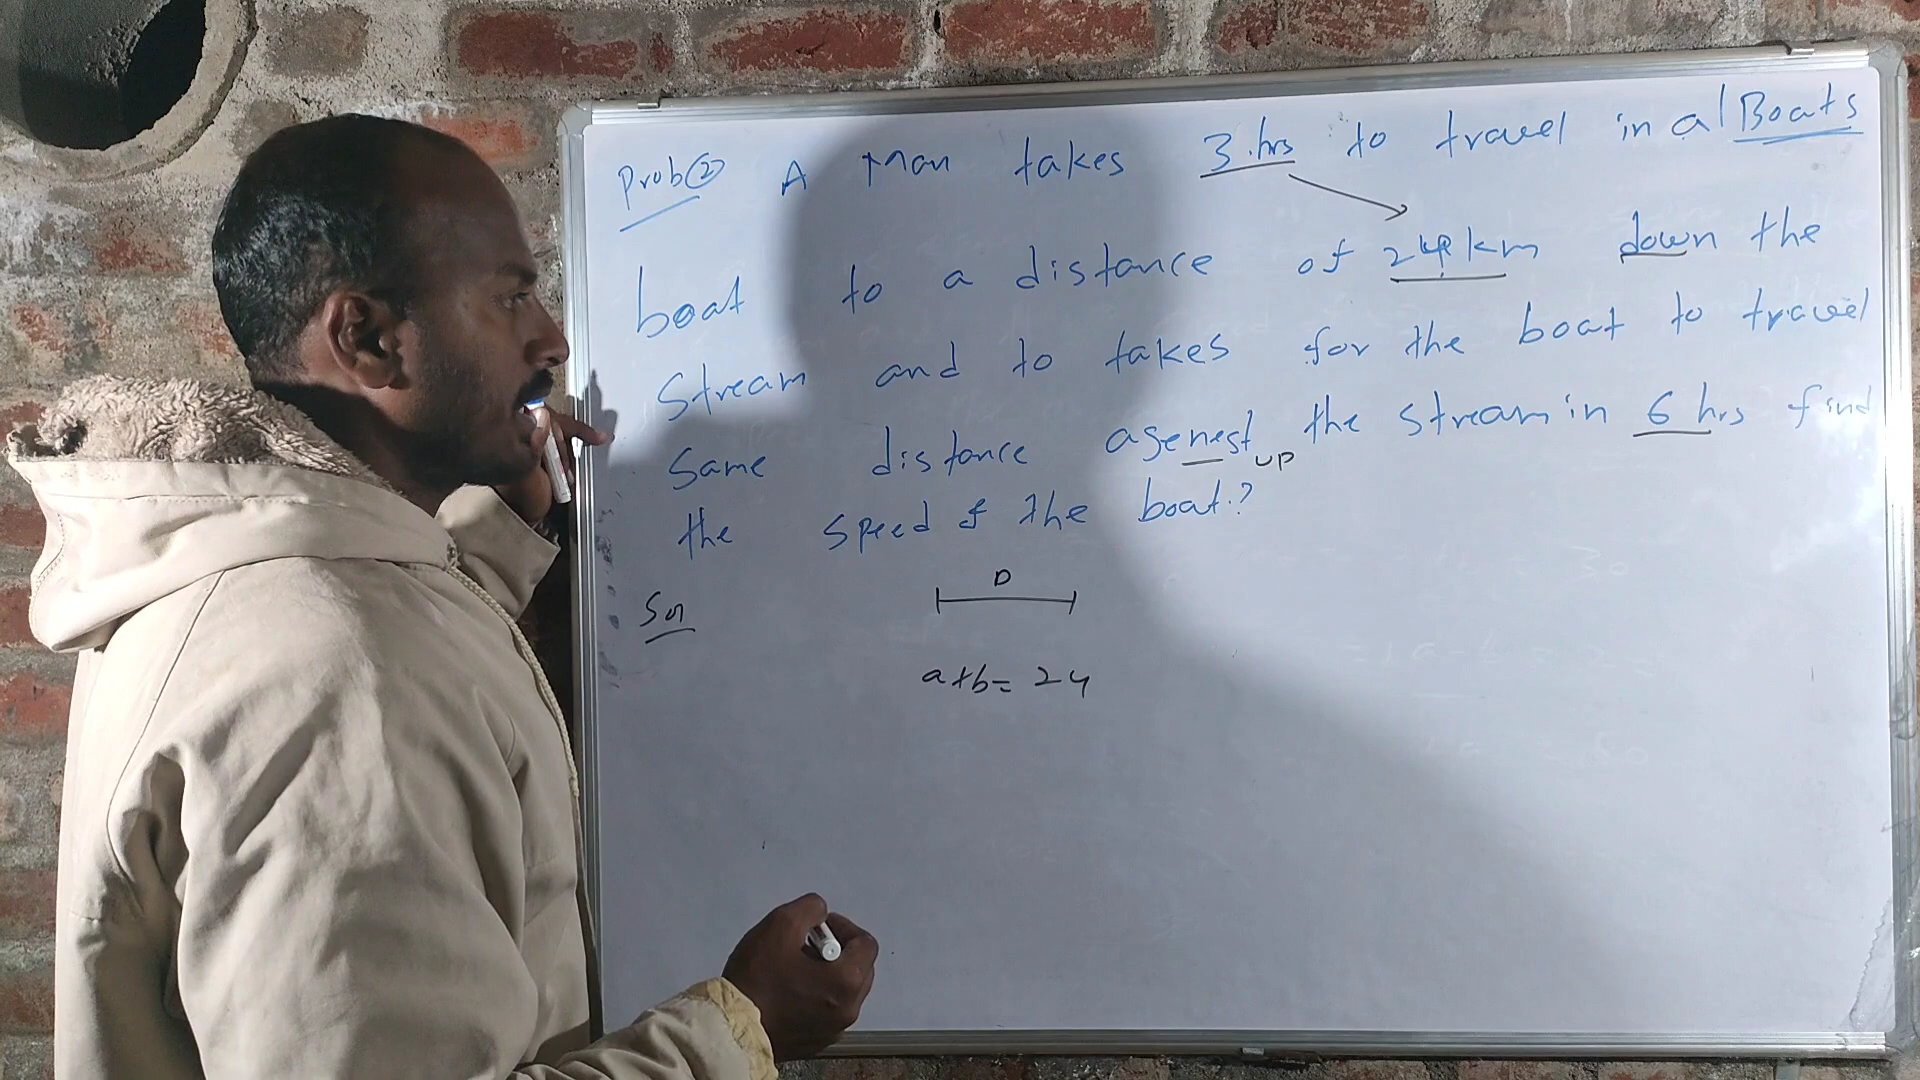 Prob② A Man takes 3.hrs to travel in a Boats
boat to a distance of 24 km down the
stream and to takes for the boat to travel
same distance agenest the stream in 6 hrs find
UP
the speed of the boat.?
D
Sol
a+b= 24